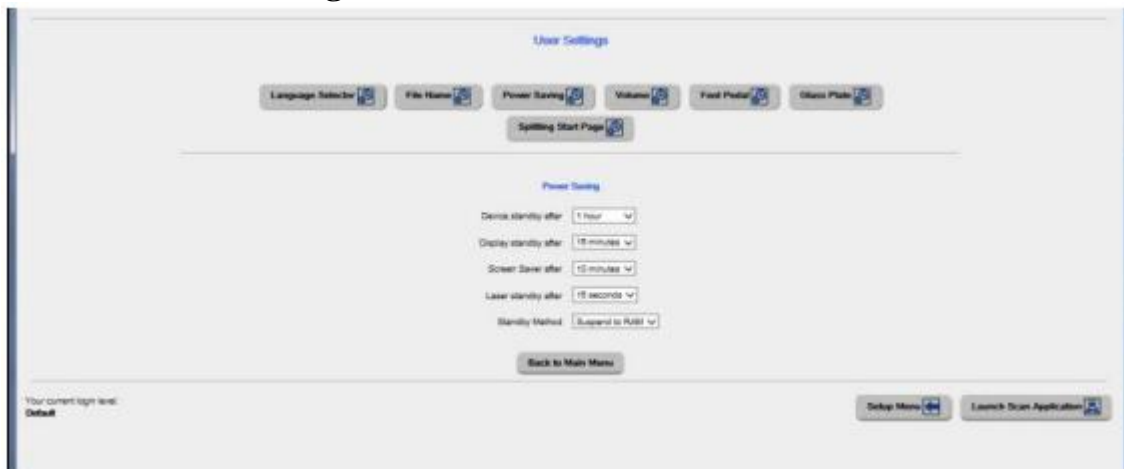 User Settings
Language Selector File Name Power Saving Volume Foot Pedal Glass Plate
Splitting Start Page
Power Saving
Device standby after 1 hour
Display standby after 15 minutes
Screen Saver after 10 minutes
Laser standby after 15 seconds
Standby Method Suspend to RAM
Back to Main Menu
Your current login level:
Default
Setup Menu Launch Scan Application